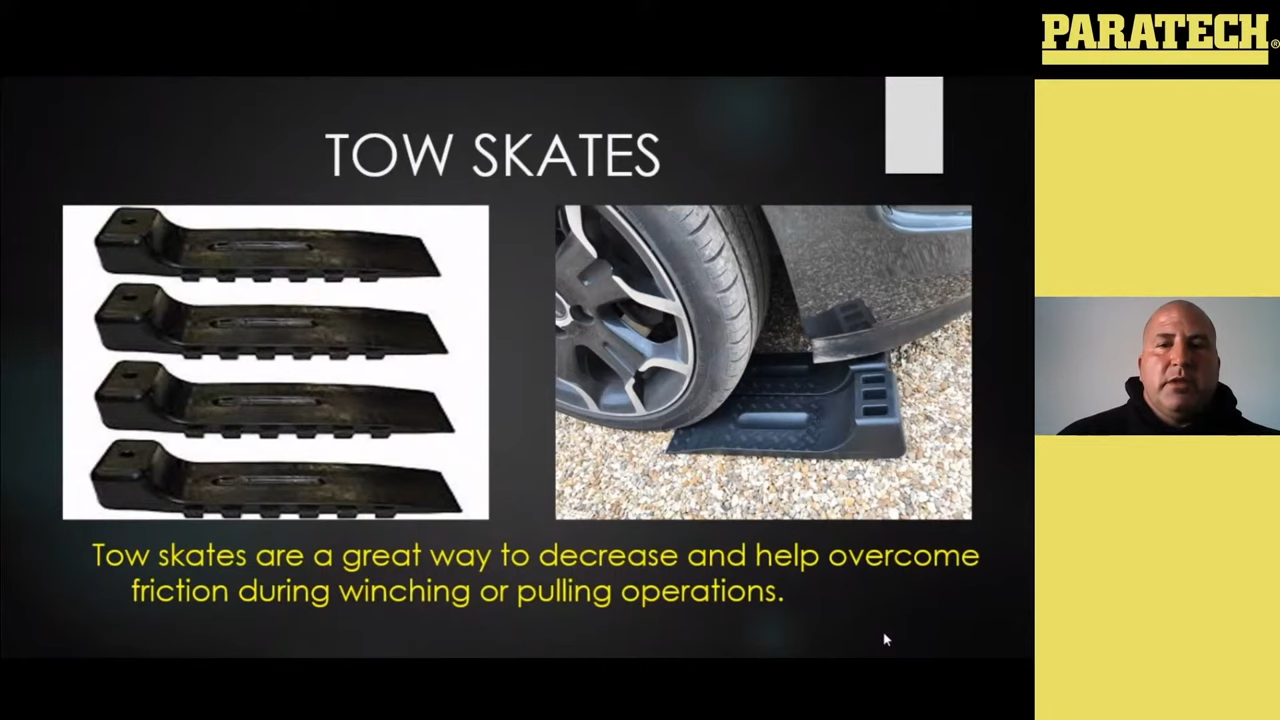 PARATECH®
TOW SKATES
Tow skates are a great way to decrease and help overcome
friction during winching or pulling operations.